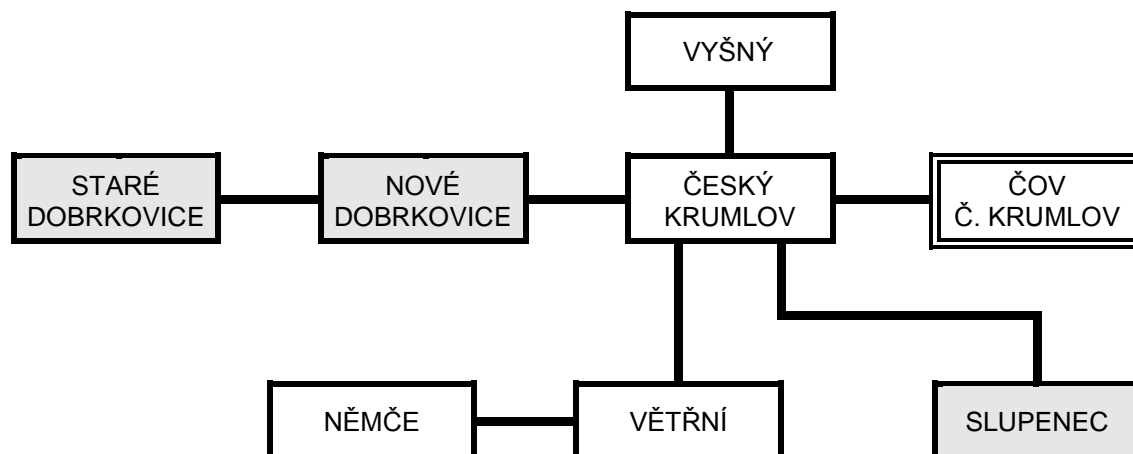 VYŠNÝ
STARÉ
DOBRKOVICE
NOVÉ
DOBRKOVICE
ČESKÝ
KRUMLOV
ČOV
Č. KRUMLOV
NĚMČE
VĚTŘNÍ
SLUPENEC